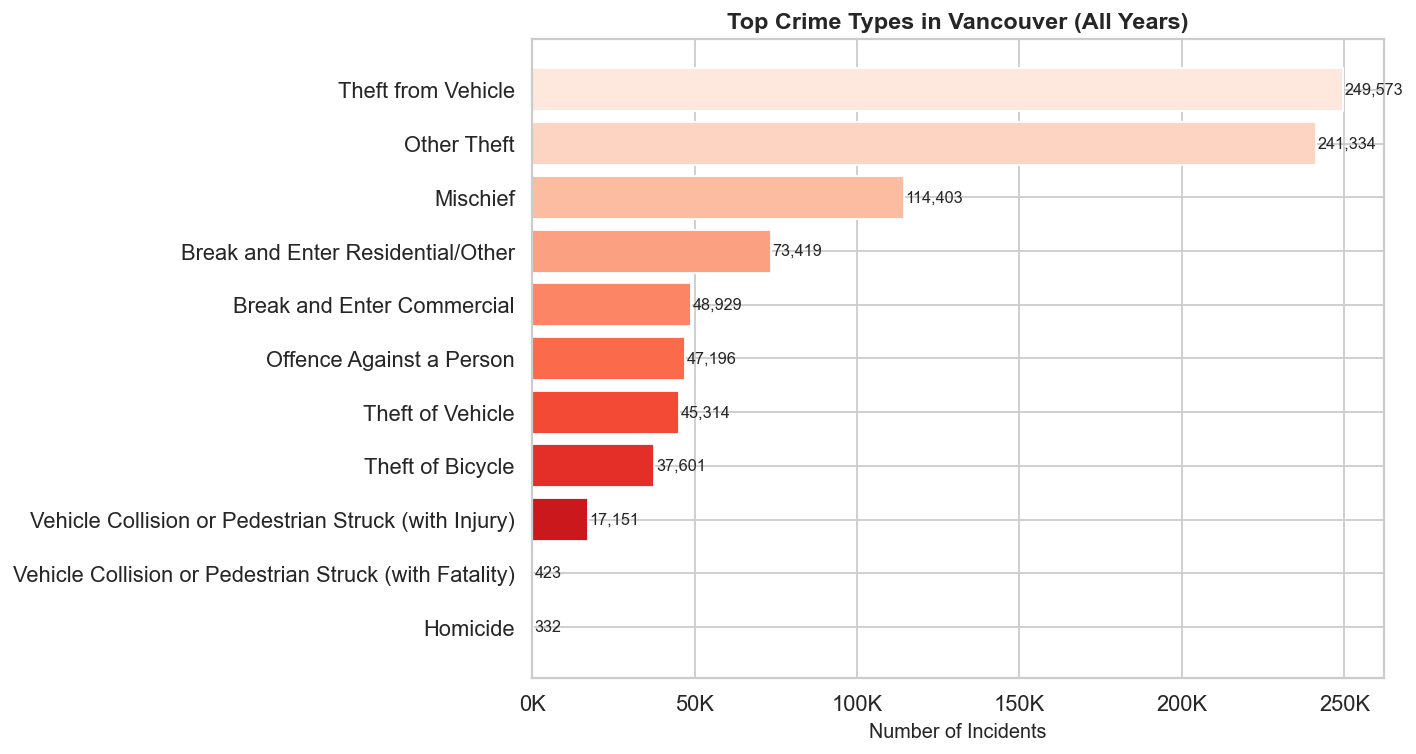 Top Crime Types in Vancouver (All Years)
Theft from Vehicle 249,573
Other Theft 241,334
Mischief 114,403
Break and Enter Residential/Other 73,419
Break and Enter Commercial 48,929
Offence Against a Person 47,196
Theft of Vehicle 45,314
Theft of Bicycle 37,601
Vehicle Collision or Pedestrian Struck (with Injury) 17,151
Vehicle Collision or Pedestrian Struck (with Fatality) 423
Homicide 332
0K 50K 100K 150K 200K 250K
Number of Incidents